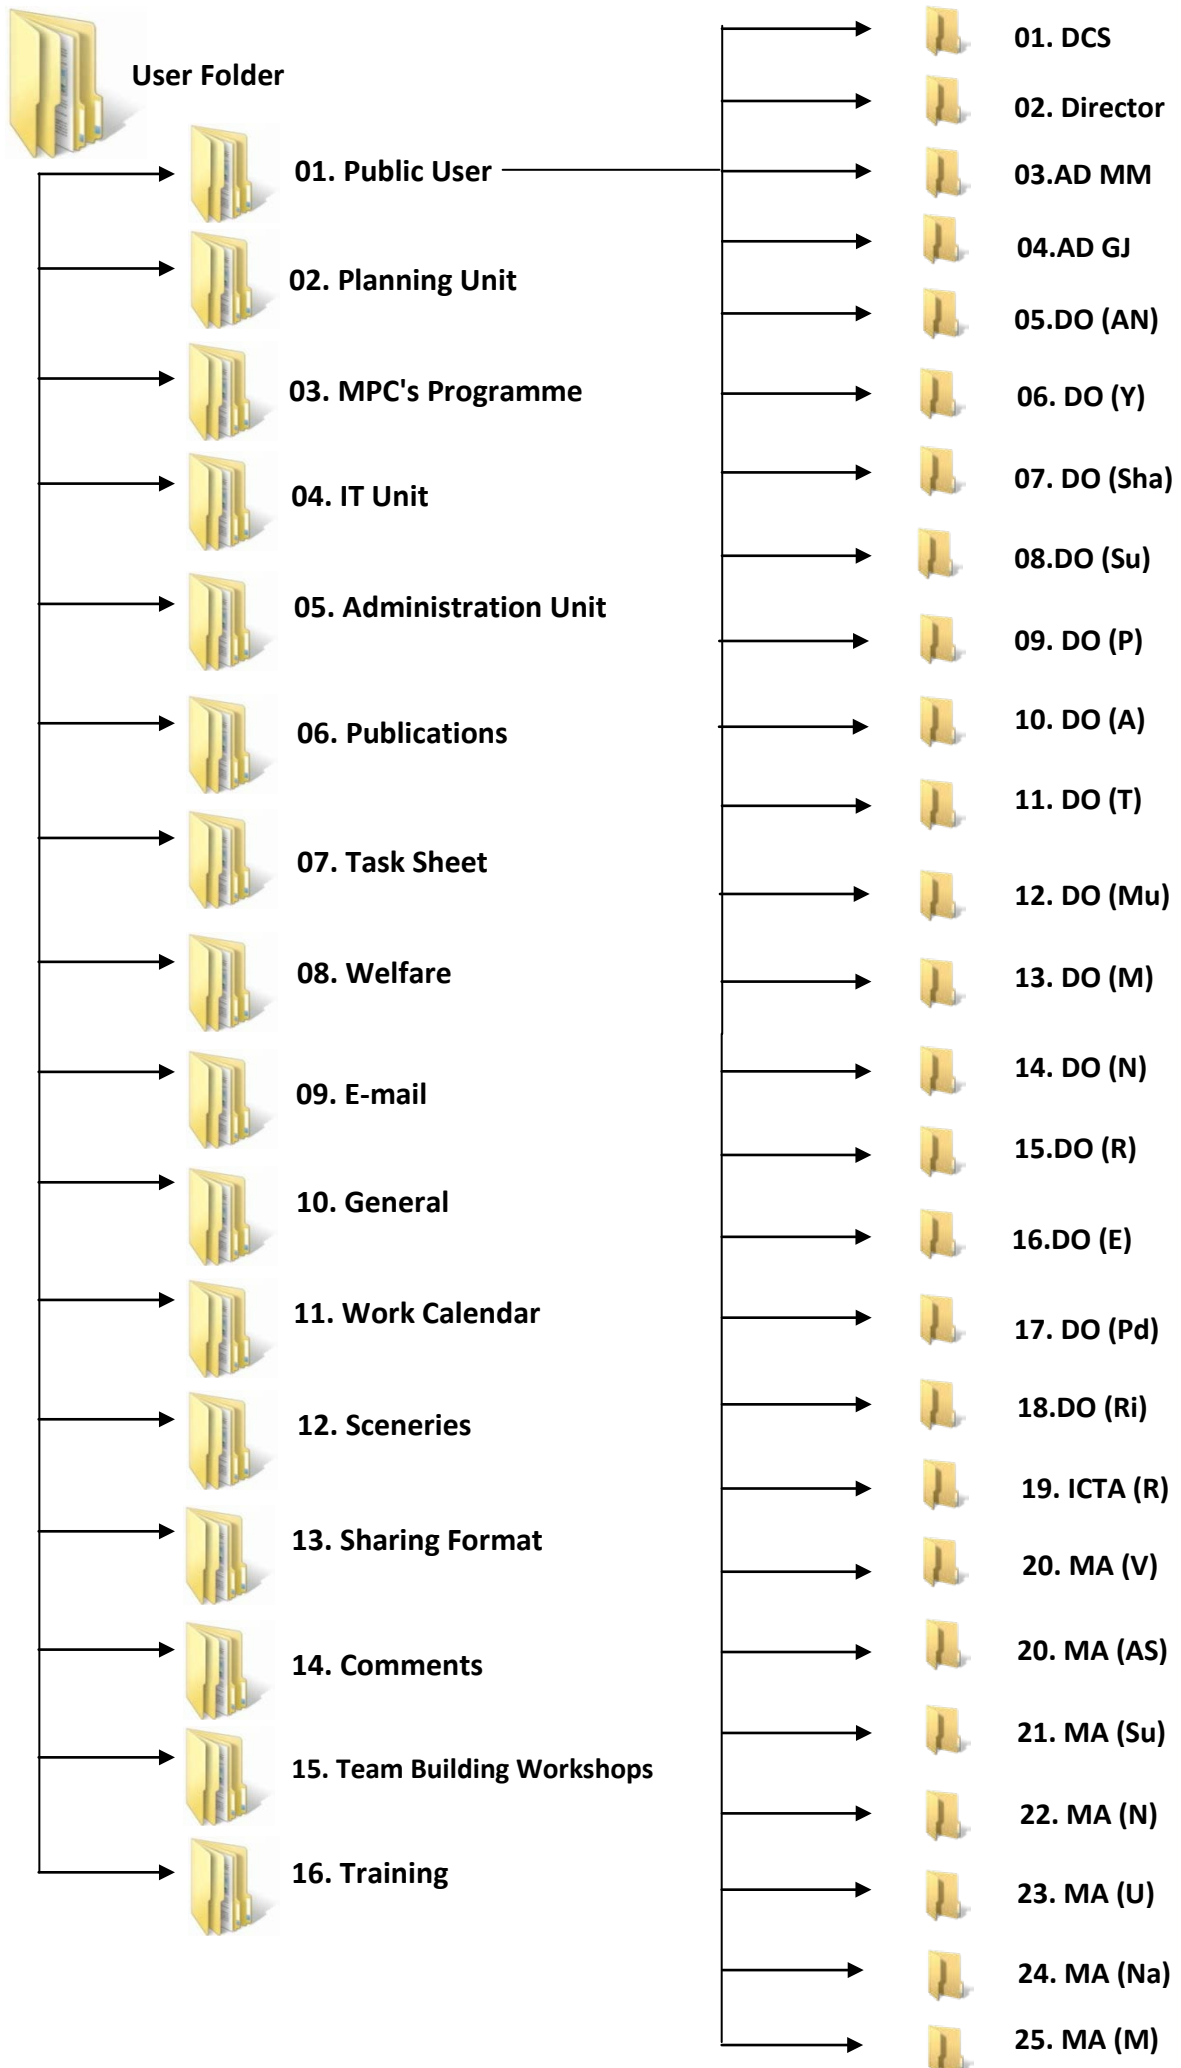 User Folder
01. Public User
02. Planning Unit
03. MPC's Programme
04. IT Unit
05. Administration Unit
06. Publications
07. Task Sheet
08. Welfare
09. E-mail
10. General
11. Work Calendar
12. Sceneries
13. Sharing Format
14. Comments
15. Team Building Workshops
16. Training
01. DCS
02. Director
03.AD MM
04.AD GJ
05.DO (AN)
06. DO (Y)
07. DO (Sha)
08.DO (Su)
09. DO (P)
10. DO (A)
11. DO (T)
12. DO (Mu)
13. DO (M)
14. DO (N)
15.DO (R)
16.DO (E)
17. DO (Pd)
18.DO (Ri)
19. ICTA (R)
20. MA (V)
20. MA (AS)
21. MA (Su)
22. MA (N)
23. MA (U)
24. MA (Na)
25. MA (M)